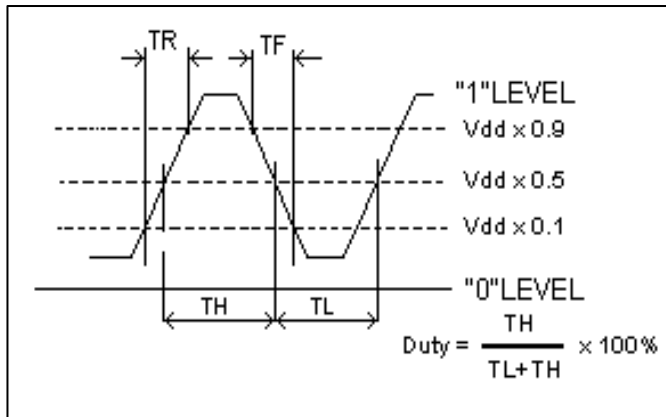 TR TF
"1"LEVEL
Vdd x 0.9
Vdd x 0.5
Vdd x 0.1
"0"LEVEL
TH TL
Duty = TH / TL+TH x 100%